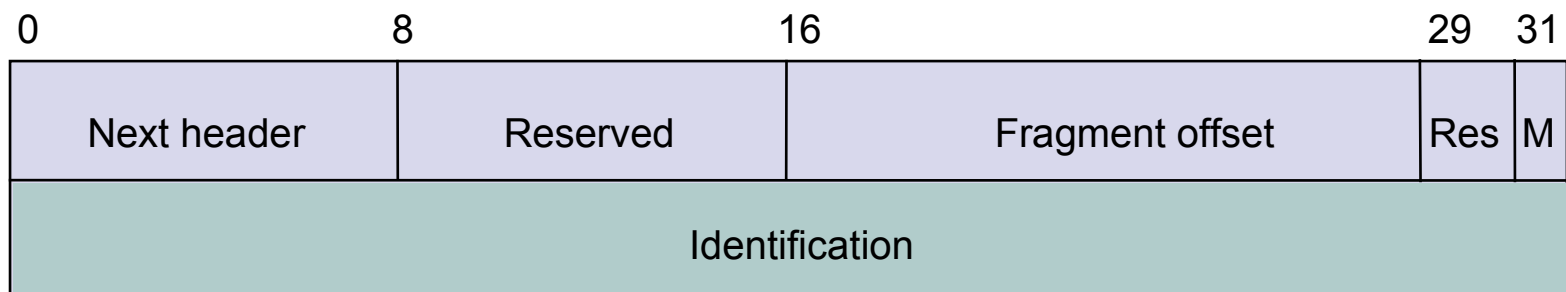 0 8 16 29 31
Next header Reserved Fragment offset Res M
Identification